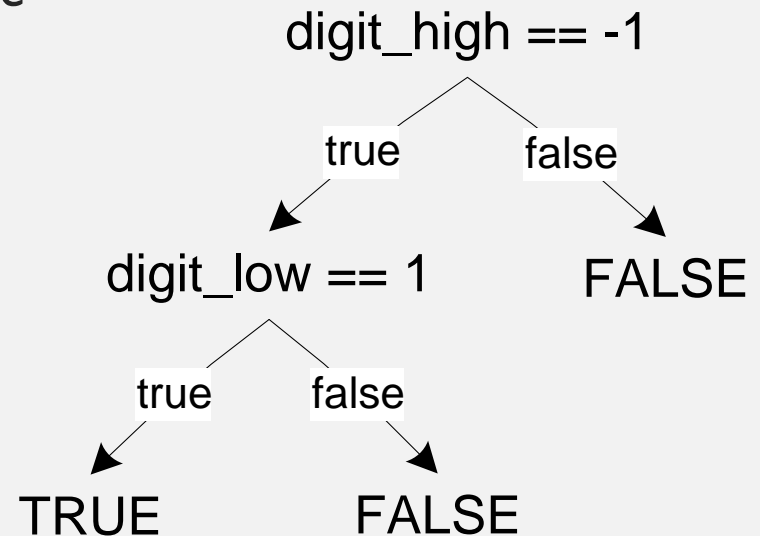 digit_high == -1
true false
digit_low == 1 FALSE
true false
TRUE FALSE